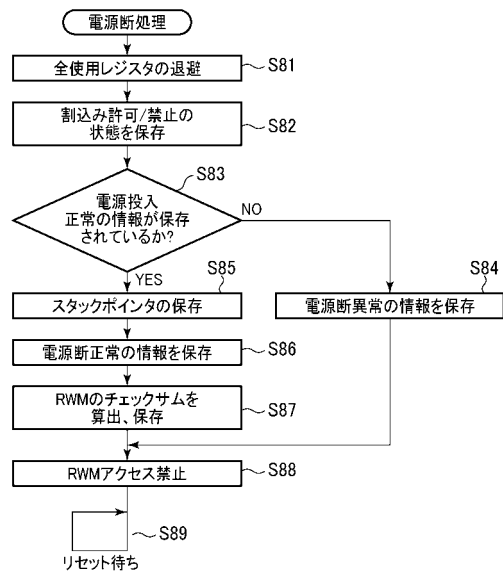 電源断処理
全使用レジスタの退避
S81
割込み許可/禁止の
状態を保存
S82
S83
電源投入
正常の情報が保存
されているか?
NO
YES
S85
スタックポインタの保存
S84
電源断異常の情報を保存
電源断正常の情報を保存
S86
RWMのチェックサムを
算出、保存
S87
RWMアクセス禁止
S88
S89
リセット待ち